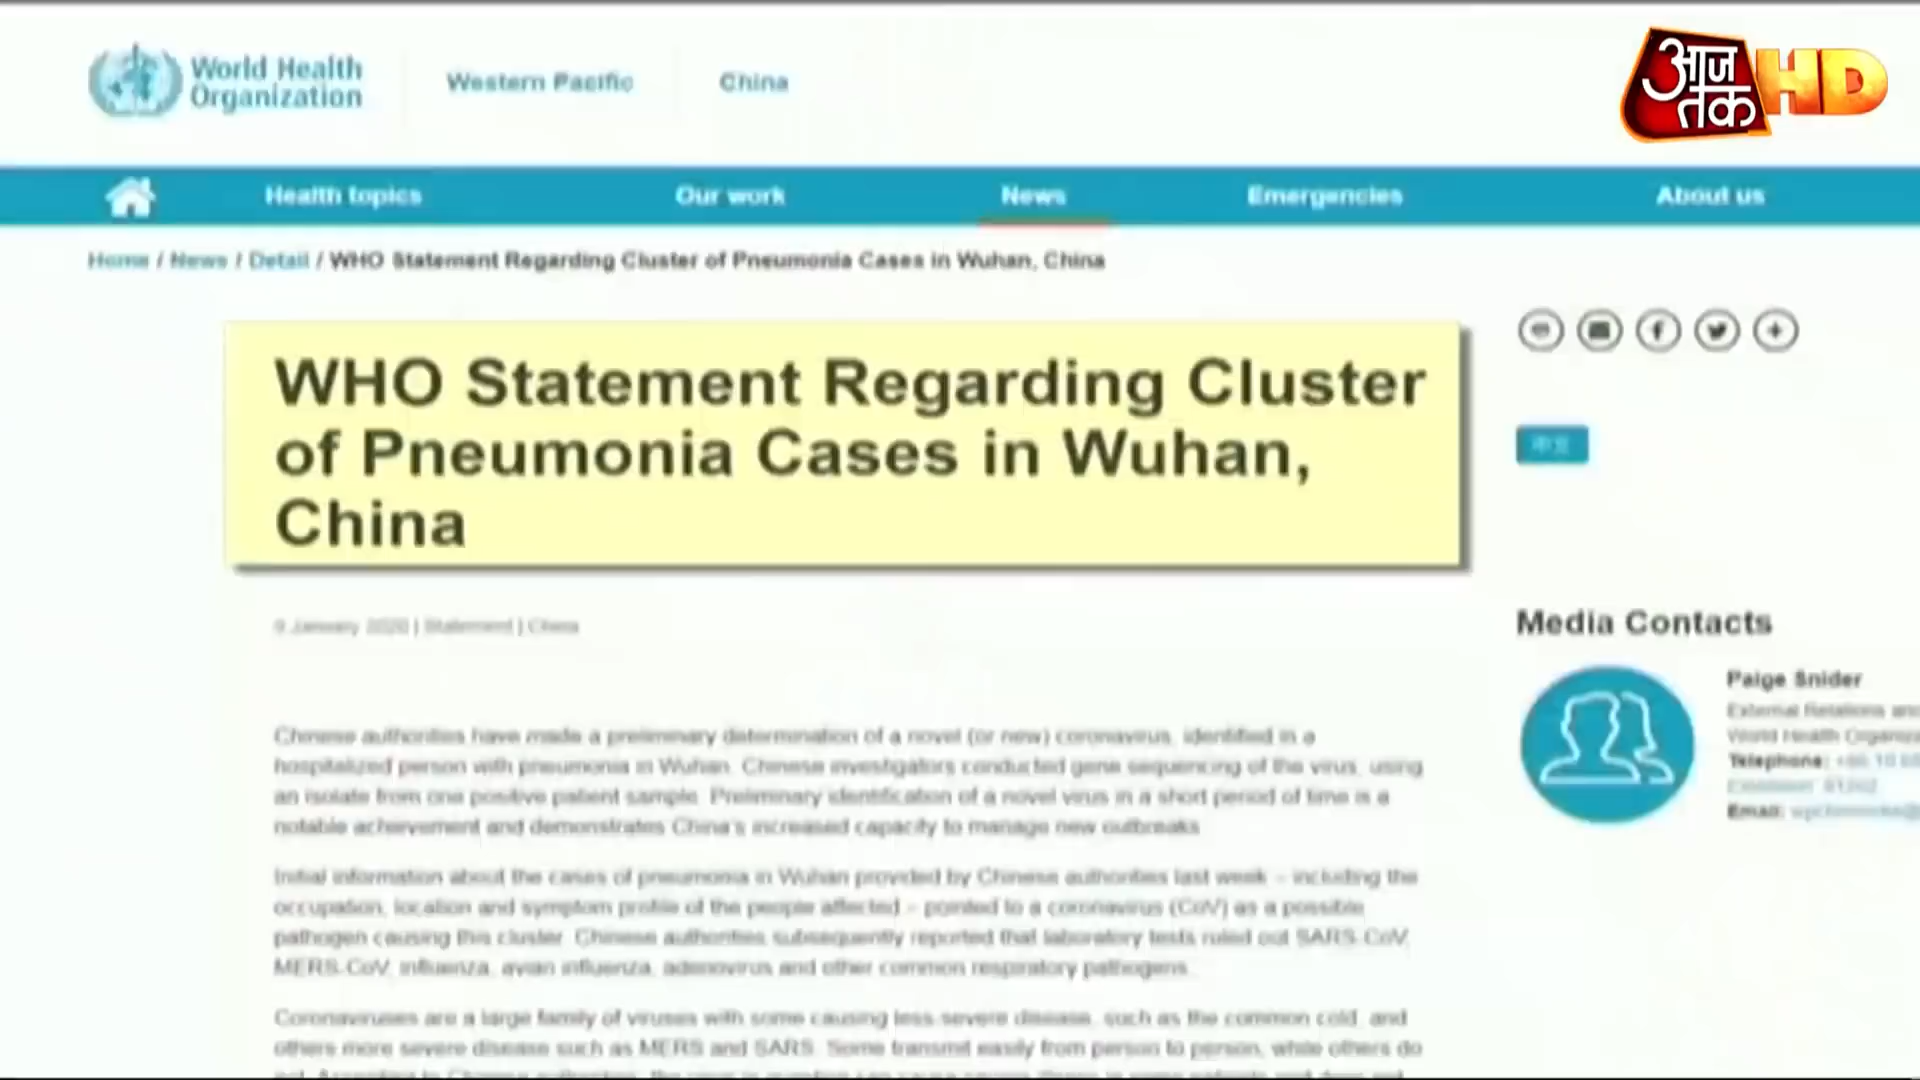 World Health
Organization
Western Pacific
China
आज
तक
HD
Health topics
Our work
News
Emergencies
About us
Home / News / Detail / WHO Statement Regarding Cluster of Pneumonia Cases in Wuhan, China
WHO Statement Regarding Cluster
of Pneumonia Cases in Wuhan,
China
中文
9 January 2020 | Statement | China
Media Contacts
Paige Snider
External Relations and
World Health Organiza
Telephone:
Email:
Chinese authorities have made a preliminary determination of a novel (or new) coronavirus, identified in a
hospitalized person with pneumonia in Wuhan. Chinese investigators conducted gene sequencing of the virus, using
an isolate from one positive patient sample. Preliminary identification of a novel virus in a short period of time is a
notable achievement and demonstrates China's increased capacity to manage new outbreaks.
Initial information about the cases of pneumonia in Wuhan provided by Chinese authorities last week – including the
occupation, location and symptom profile of the people affected – pointed to a coronavirus (CoV) as a possible
pathogen causing this cluster. Chinese authorities subsequently reported that laboratory tests ruled out SARS-CoV,
MERS-CoV, influenza, avian influenza, adenovirus and other common respiratory pathogens.
Coronaviruses are a large family of viruses with some causing less-severe disease, such as the common cold, and
others more severe disease such as MERS and SARS. Some transmit easily from person to person, while others do